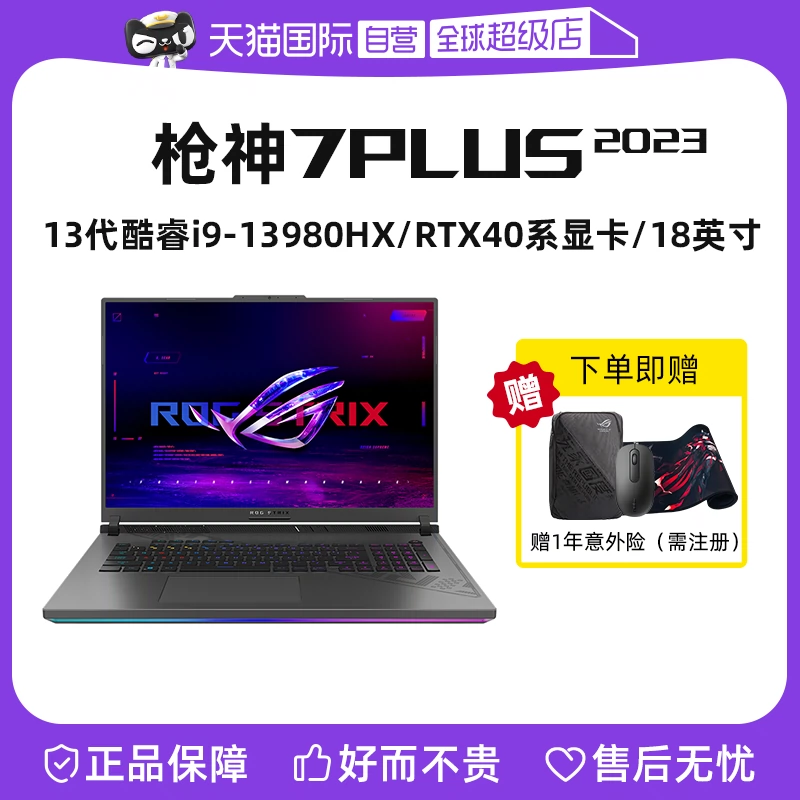 天猫国际 自营 全球超级店
枪神7PLUS 2023
13代酷睿i9-13980HX/RTX40系显卡/18英寸
ROG STRIX
ROG STRIX
下单即赠
赠
赠1年意外险（需注册）
正品保障 好而不贵 售后无忧